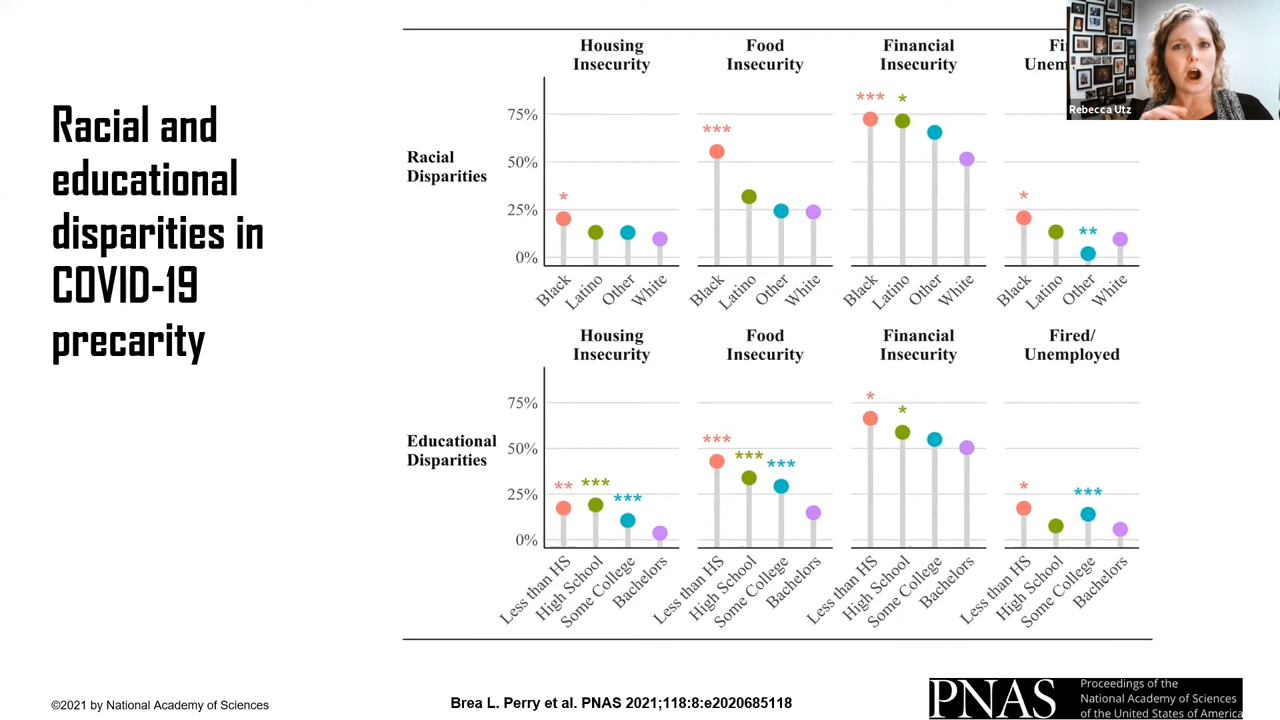 Racial and
educational
disparities in
COVID-19
precarity
Housing
Insecurity
Food
Insecurity
Financial
Insecurity
Rebecca Utz
Racial
Disparities
75%
50%
25%
0%
***
*
***
***
*
*
**
Black
Latino
Other
White
Black
Latino
Other
White
Black
Latino
Other
White
Black
Latino
Other
White
Housing
Insecurity
Food
Insecurity
Financial
Insecurity
Fired/
Unemployed
Educational
Disparities
75%
50%
25%
0%
**
***
***
***
***
***
*
*
*
***
Less than HS
High School
Some College
Bachelors
Less than HS
High School
Some College
Bachelors
Less than HS
High School
Some College
Bachelors
Less than HS
High School
Some College
Bachelors
©2021 by National Academy of Sciences
Brea L. Perry et al. PNAS 2021;118:8:e2020685118
PNAS
Proceedings of the
National Academy of Sciences
of the United States of America